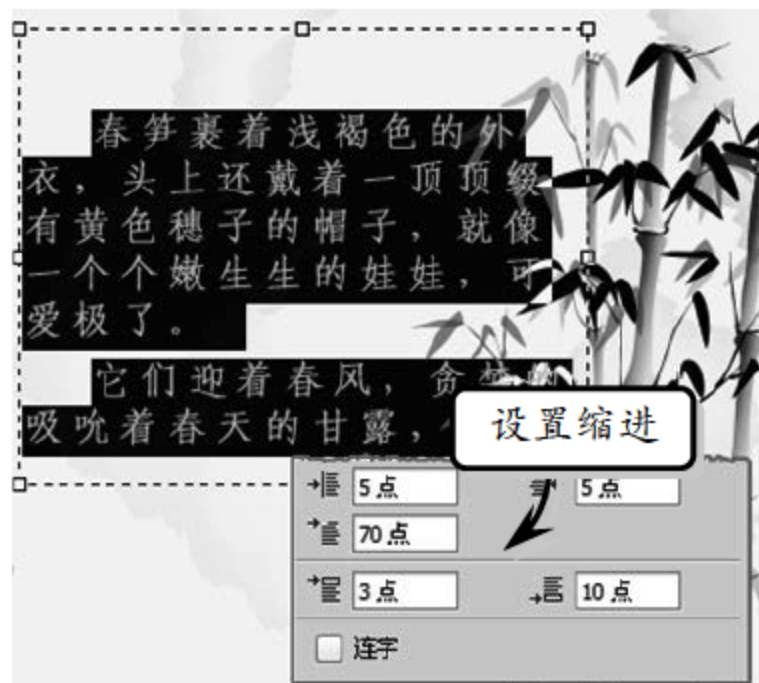 春笋裹着浅褐色的外
衣，头上还戴着一顶顶缀
有黄色穗子的帽子，就像
一个个嫩生生的娃娃，可
爱极了。
它们迎着春风，贪婪的
吸吮着春天的甘露，
设置缩进
5点 5点
70点
3点 10点
连字